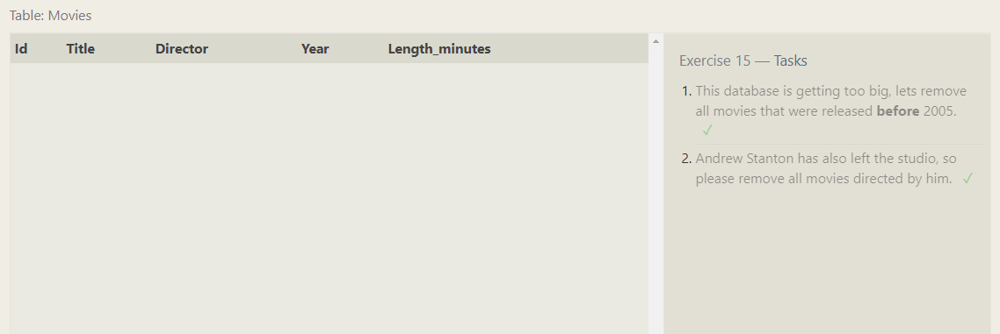 Table: Movies
Id Title Director Year Length_minutes
Exercise 15 — Tasks
1. This database is getting too big, lets remove
all movies that were released before 2005.
✓
2. Andrew Stanton has also left the studio, so
please remove all movies directed by him. ✓